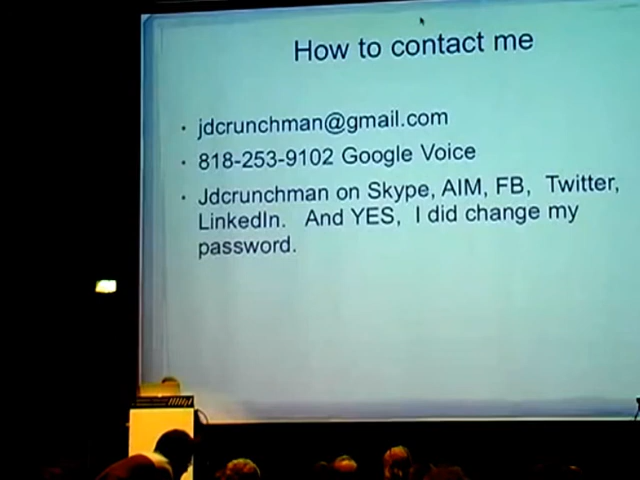 How to contact me
• jdcrunchman@gmail.com
• 818-253-9102 Google Voice
• Jdcrunchman on Skype, AIM, FB, Twitter,
LinkedIn. And YES, I did change my
password.